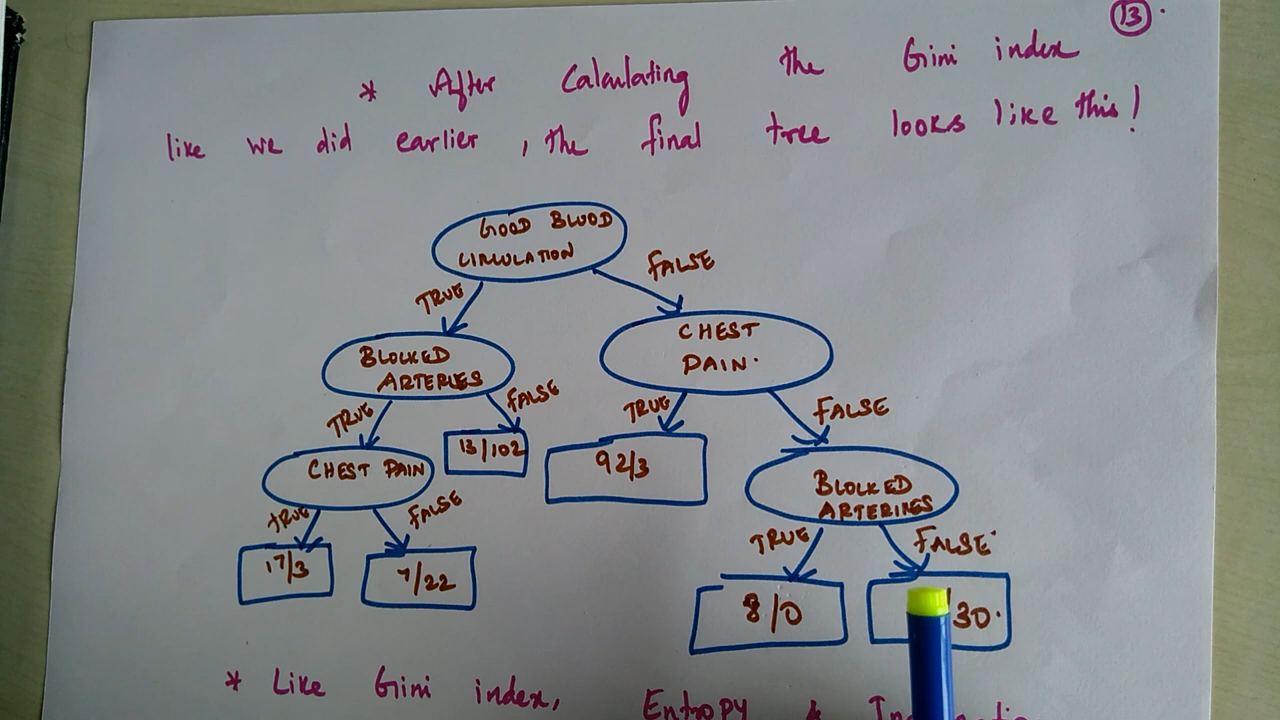 13.
* After Calculating the Gini index
like we did earlier, the final tree looks like this!
GOOD BLOOD
CIRCULATION
TRUE
FALSE
BLOCKED
ARTERIES
CHEST
PAIN.
TRUE
FALSE
TRUE
FALSE
CHEST PAIN
13/102
92/3
BLOCKED
ARTERINES
TRUE
FALSE
TRUE
FALSE
17/3
7/22
8/0
30.
* Like Gini index, Entropy &